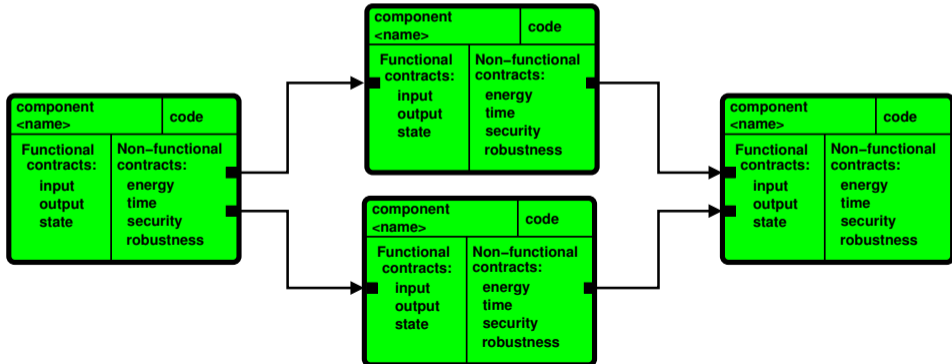 component
<name>
code
Functional
contracts:
input
output
state
Non-functional
contracts:
energy
time
security
robustness
component
<name>
code
Functional
contracts:
input
output
state
Non-functional
contracts:
energy
time
security
robustness
component
<name>
code
Functional
contracts:
input
output
state
Non-functional
contracts:
energy
time
security
robustness
component
<name>
code
Functional
contracts:
input
output
state
Non-functional
contracts:
energy
time
security
robustness